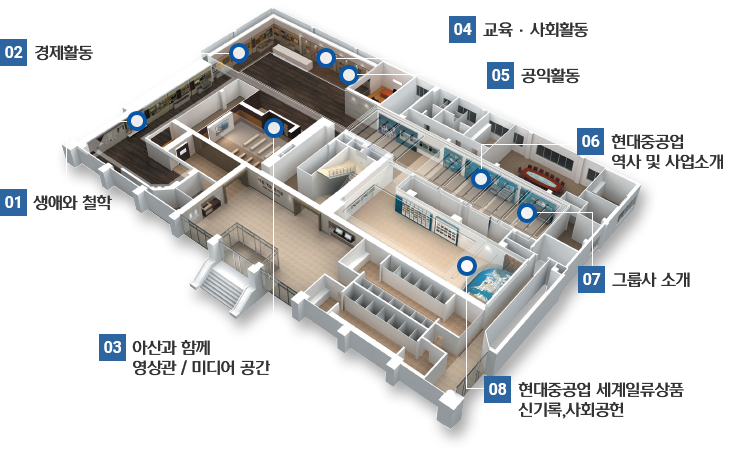 01 생애와 철학
02 경제활동
03 아산과 함께
영상관 / 미디어 공간
04 교육 · 사회활동
05 공익활동
06 현대중공업
역사 및 사업소개
07 그룹사 소개
08 현대중공업 세계일류상품
신기록,사회공헌